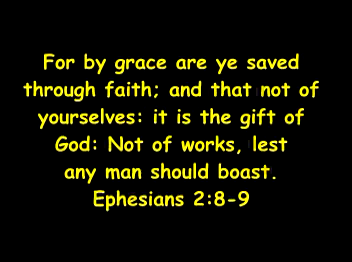 For by grace are ye saved
through faith; and that not of
yourselves: it is the gift of
God: Not of works, lest
any man should boast.
Ephesians 2:8-9